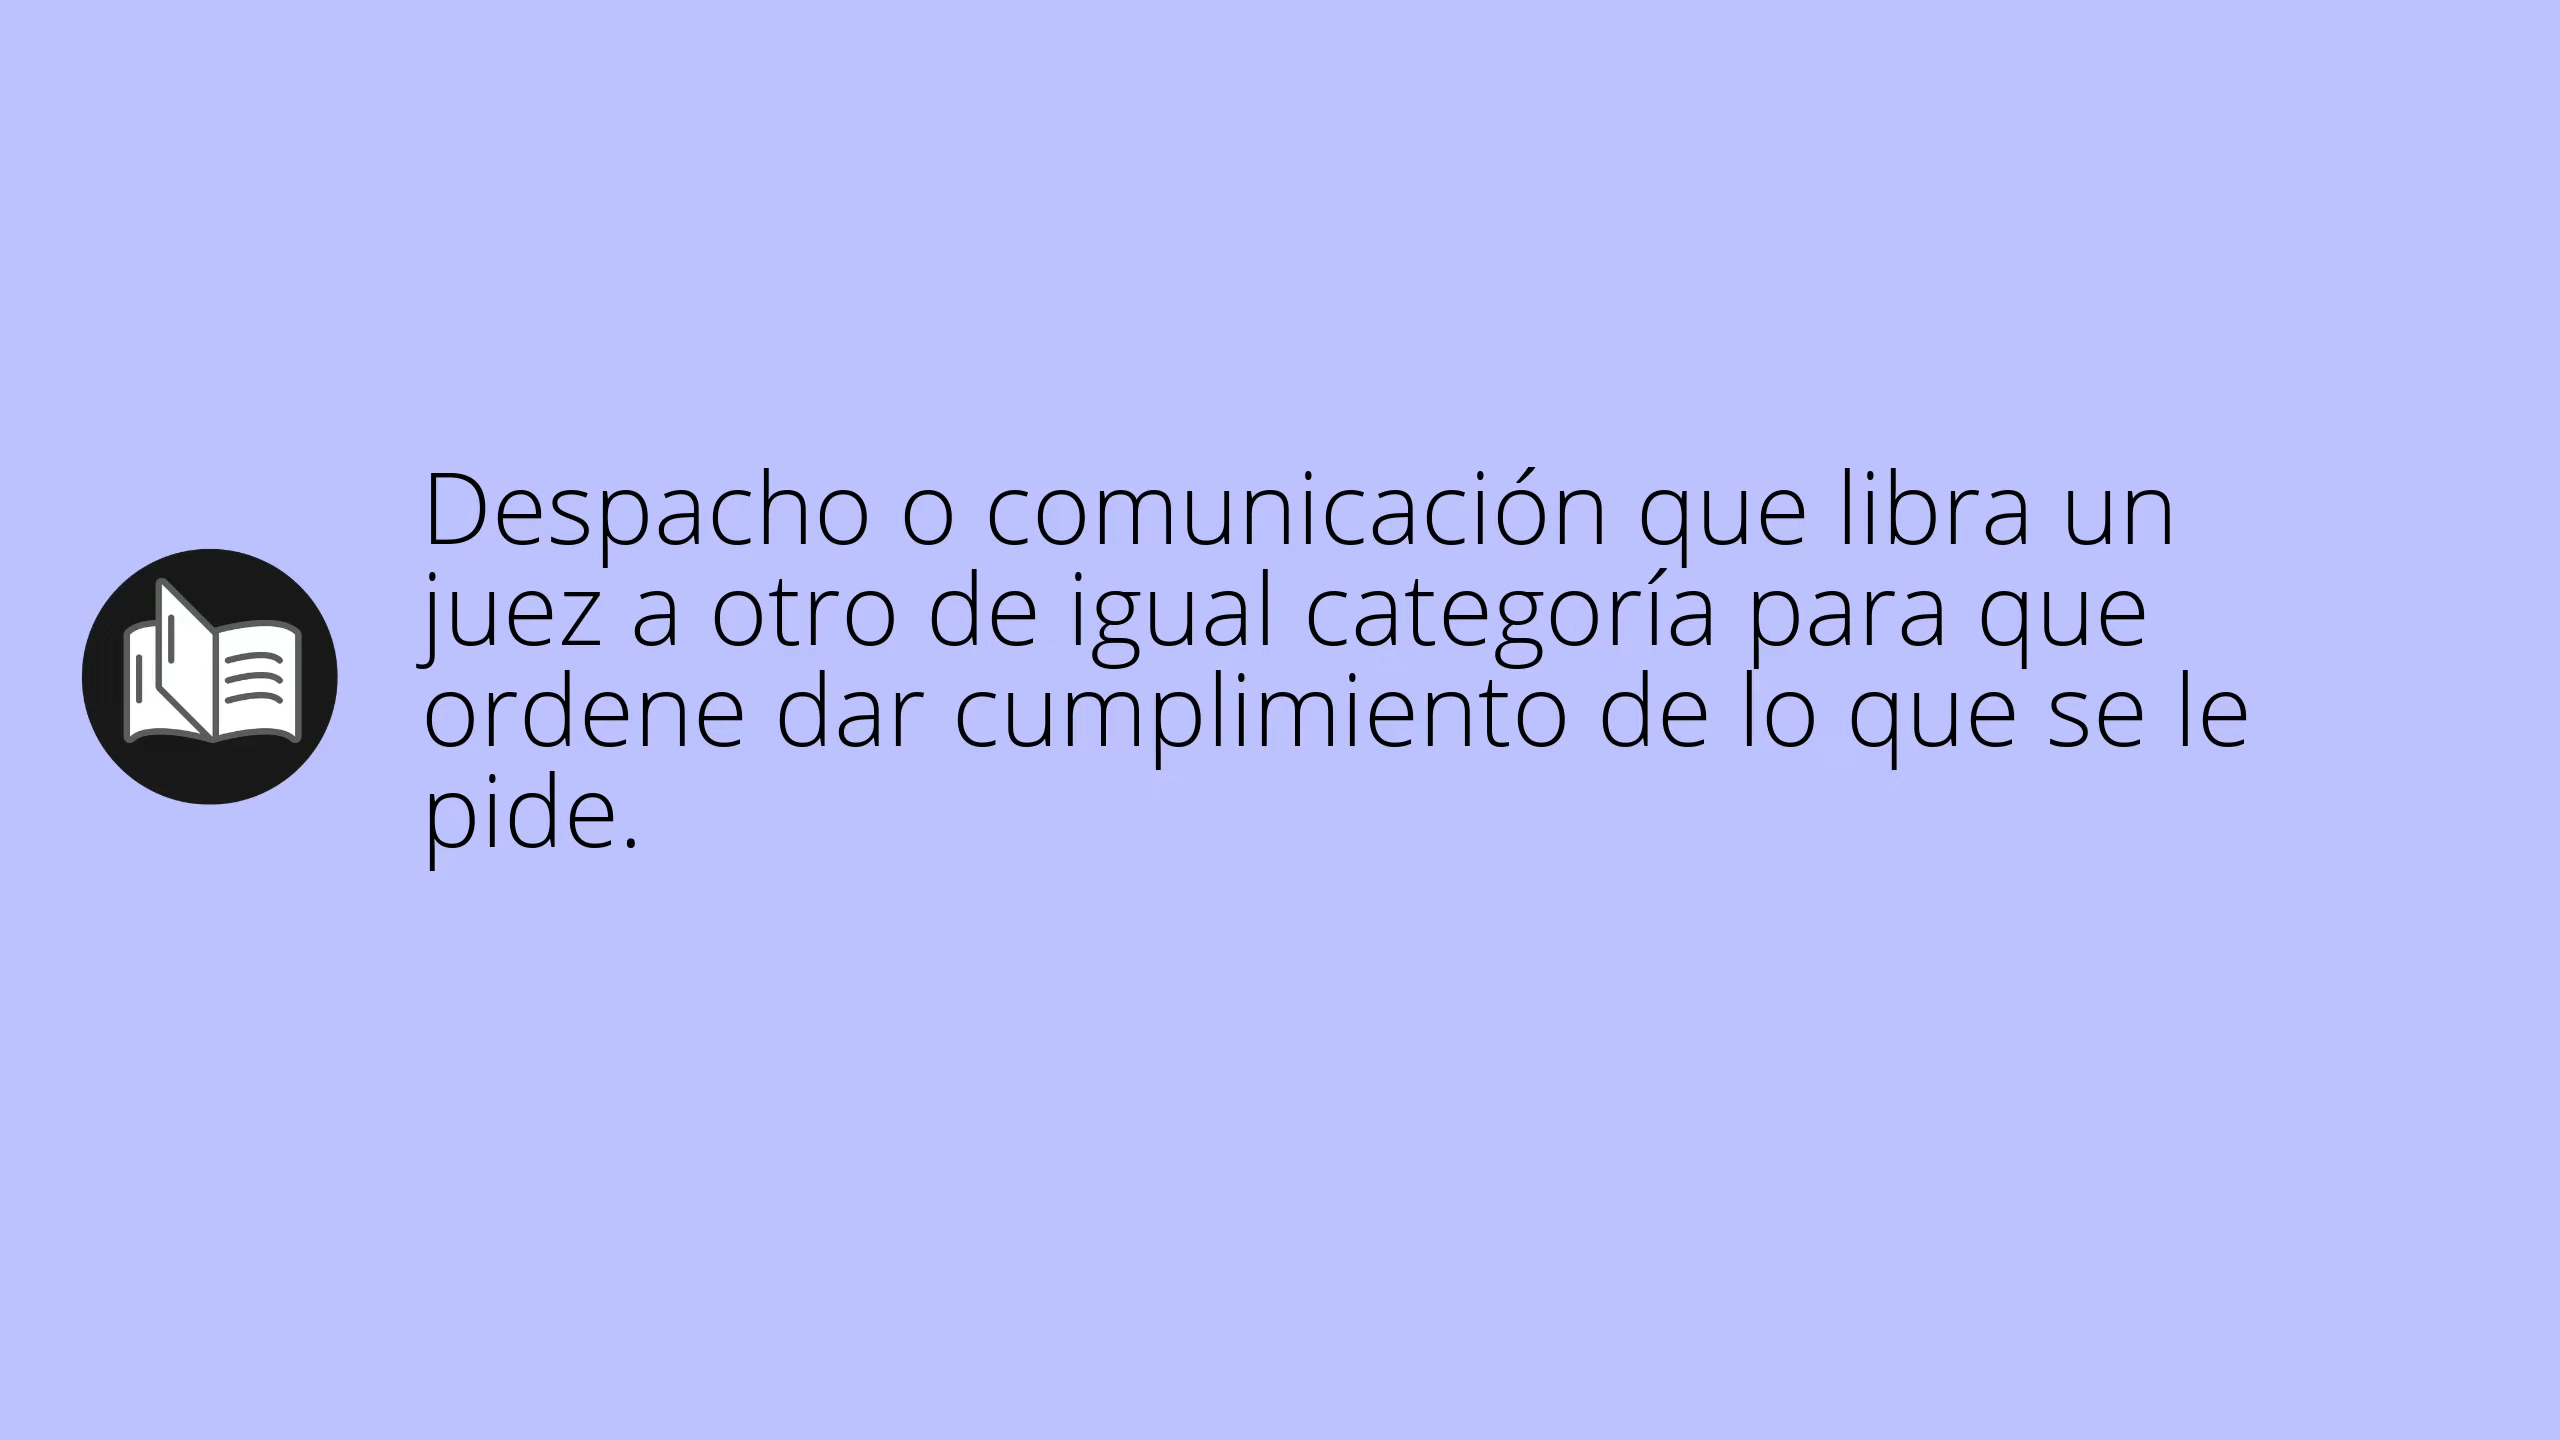 Despacho o comunicación que libra un
juez a otro de igual categoría para que
ordene dar cumplimiento de lo que se le
pide.